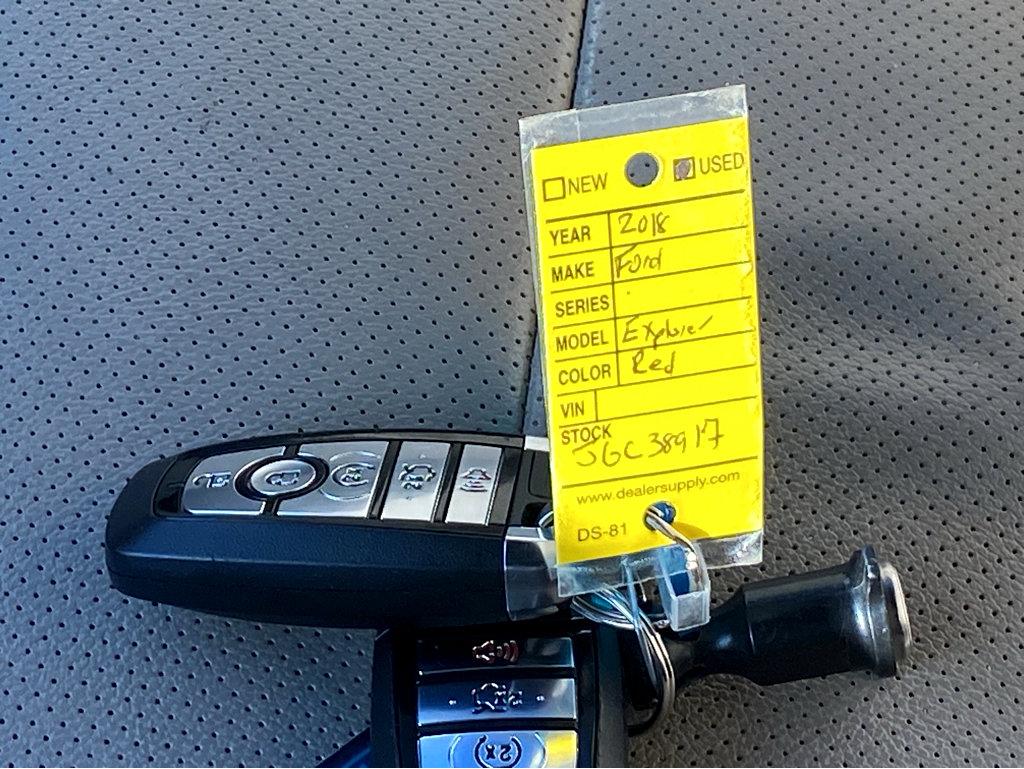 NEW USED
YEAR 2018
MAKE Ford
SERIES
MODEL Explorer
COLOR Red
VIN
STOCK
JGC38917
www.dealersupply.com
DS-81
2x